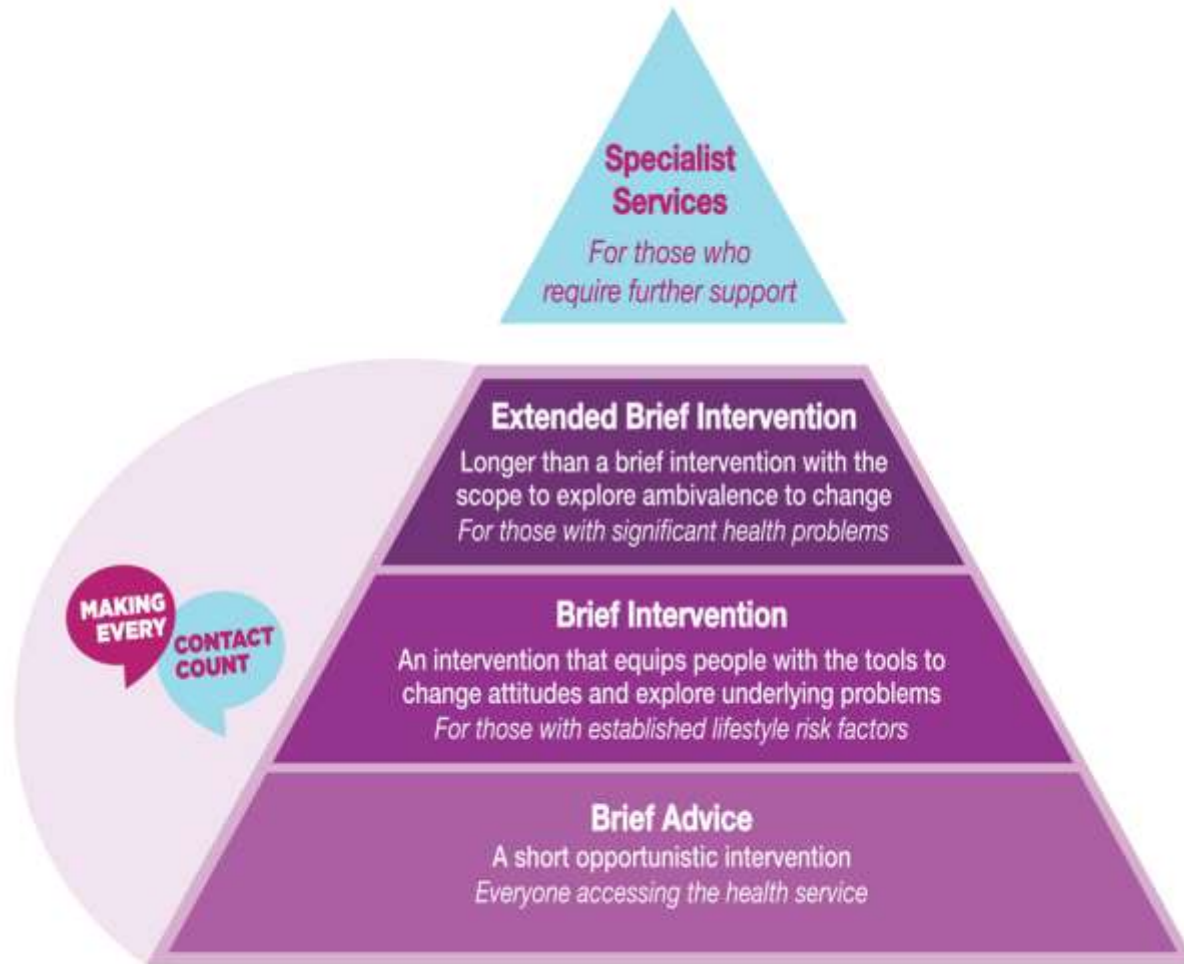 Specialist
Services
For those who
require further support
Extended Brief Intervention
Longer than a brief intervention with the
scope to explore ambivalence to change
For those with significant health problems
MAKING
EVERY
CONTACT
COUNT
Brief Intervention
An intervention that equips people with the tools to
change attitudes and explore underlying problems
For those with established lifestyle risk factors
Brief Advice
A short opportunistic intervention
Everyone accessing the health service